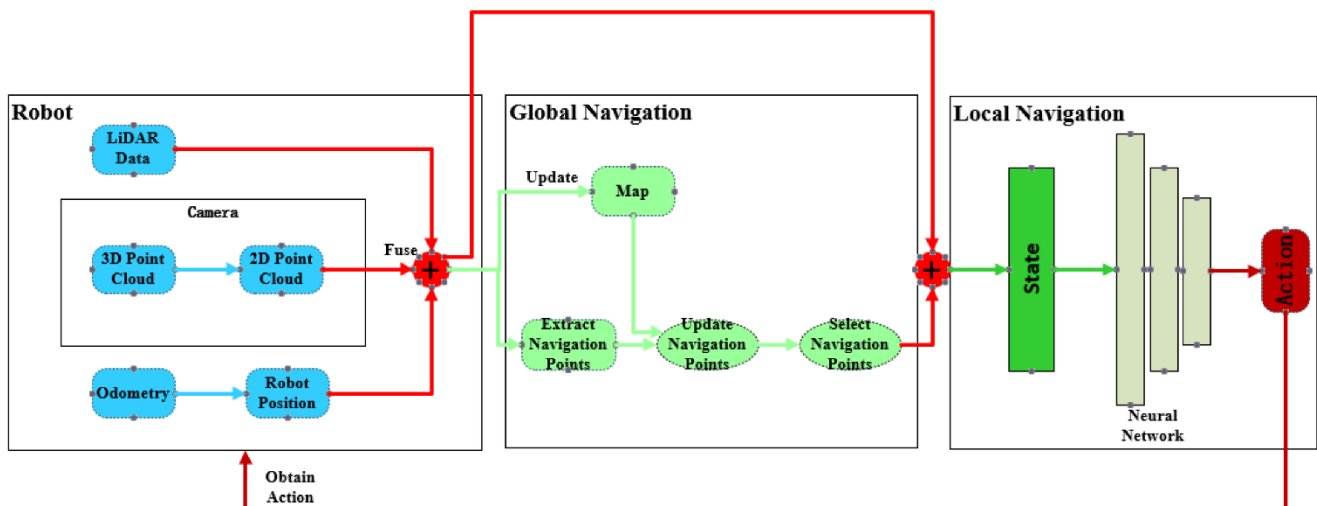 Robot
LiDAR
Data
Camera
3D Point
Cloud
2D Point
Cloud
Fuse
+
Odometry
Robot
Position
Obtain
Action
Global Navigation
Update
Map
Extract
Navigation
Points
Update
Navigation
Points
Select
Navigation
Points
+
Local Navigation
State
Neural
Network
Action